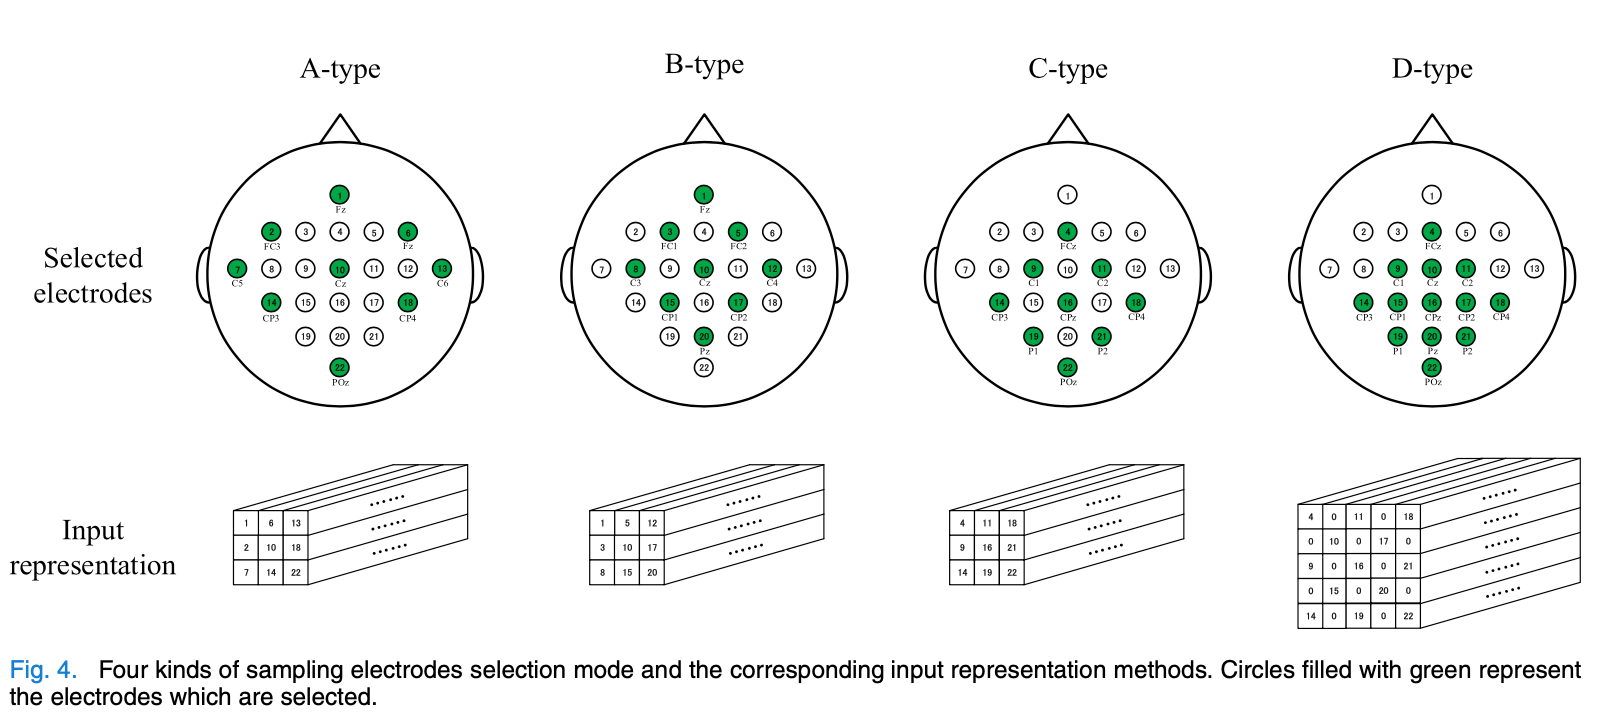 A-type B-type C-type D-type
Selected
electrodes
1
Fz
2 3 4 5 6
FC3 Fz
7 8 9 10 11 12 13
C5 Cz C6
14 15 16 17 18
CP3 CP4
19 20 21
22
POz
1
Fz
2 3 4 5 6
FC1 FC2
7 8 9 10 11 12 13
C3 Cz C4
14 15 16 17 18
CP1 CP2
19 20 21
Pz
22
1
2 3 4 5 6
FCz
7 8 9 10 11 12 13
C1 C2
14 15 16 17 18
CP3 CPz CP4
19 20 21
P1 P2
22
POz
1
2 3 4 5 6
FCz
7 8 9 10 11 12 13
C1 Cz C2
14 15 16 17 18
CP3 CP1 CPz CP2 CP4
19 20 21
P1 Pz P2
22
POz
Input
representation
1 6 13 ······
2 10 18 ······
7 14 22 ······
1 5 12 ······
3 10 17 ······
8 15 20 ······
4 11 18 ······
9 16 21 ······
14 19 22 ······
4 0 11 0 18 ······
0 10 0 17 0 ······
9 0 16 0 21 ······
0 15 0 20 0 ······
14 0 19 0 22 ······
Fig. 4. Four kinds of sampling electrodes selection mode and the corresponding input representation methods. Circles filled with green represent
the electrodes which are selected.